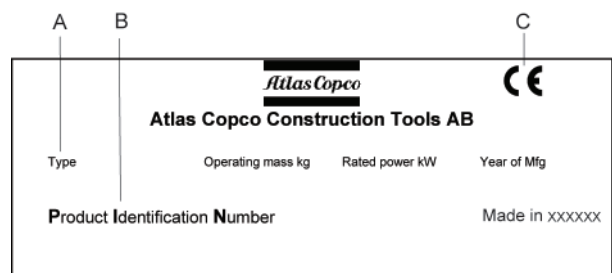 A B C
Atlas Copco CE
Atlas Copco Construction Tools AB
Type Operating mass kg Rated power kW Year of Mfg
Product Identification Number Made in xxxxxx